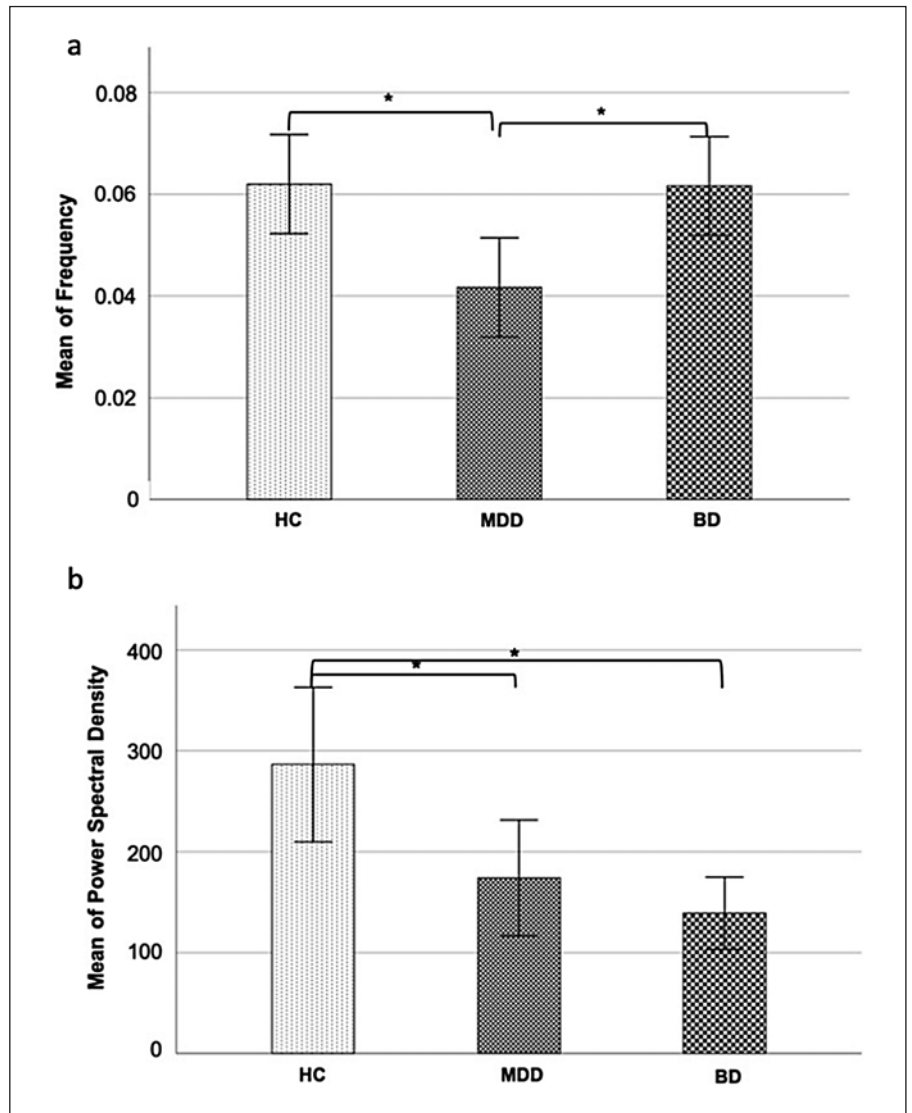 a
Mean of Frequency
0.08
0.06
0.04
0.02
0
*
*
HC MDD BD
b
Mean of Power Spectral Density
400
300
200
100
0
*
*
HC MDD BD